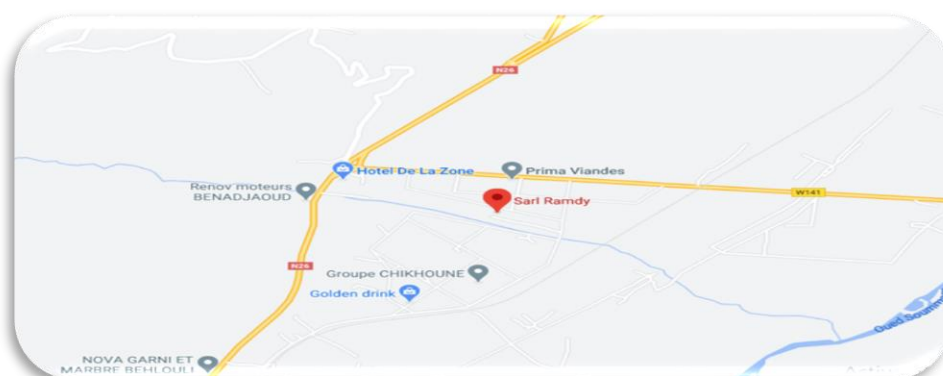 N26
Hotel De La Zone
Prima Viandes
Renov moteurs
BENADJAOUD
W141
Sarl Ramdy
N26
Groupe CHIKHOUNE
Golden drink
Oued Soumm
NOVA GARNI ET
MARBRE BEHLOULI